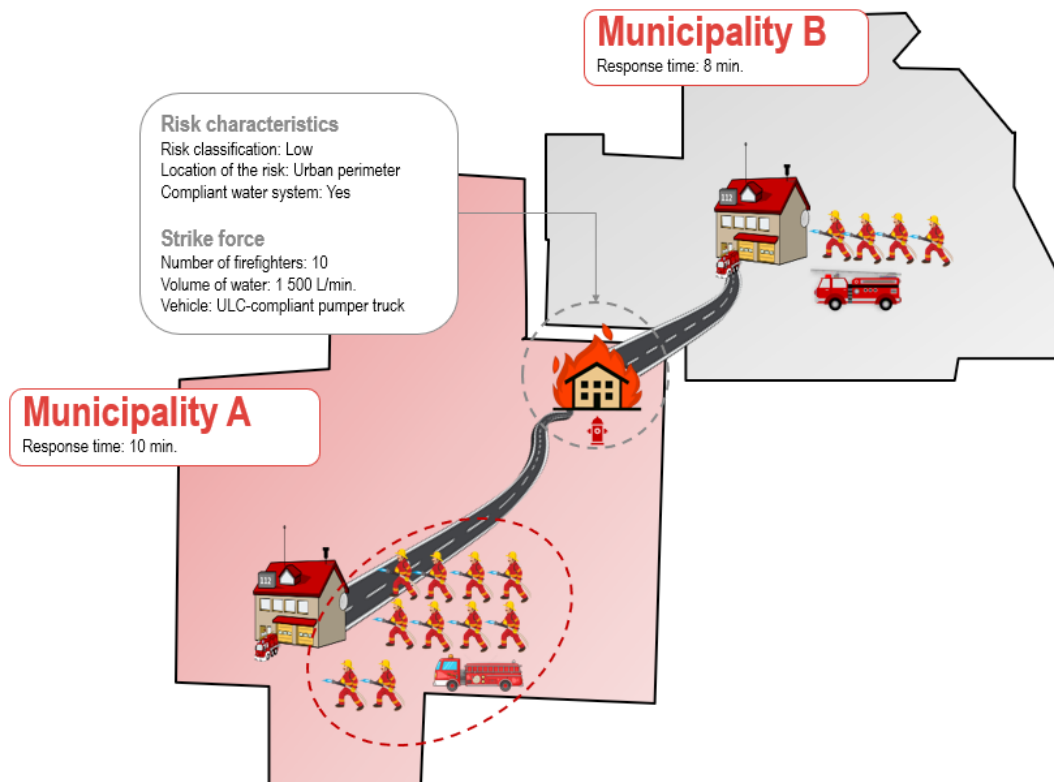 Municipality B
Response time: 8 min.
Risk characteristics
Risk classification: Low
Location of the risk: Urban perimeter
Compliant water system: Yes
Strike force
Number of firefighters: 10
Volume of water: 1 500 L/min.
Vehicle: ULC-compliant pumper truck
112
Municipality A
Response time: 10 min.
112